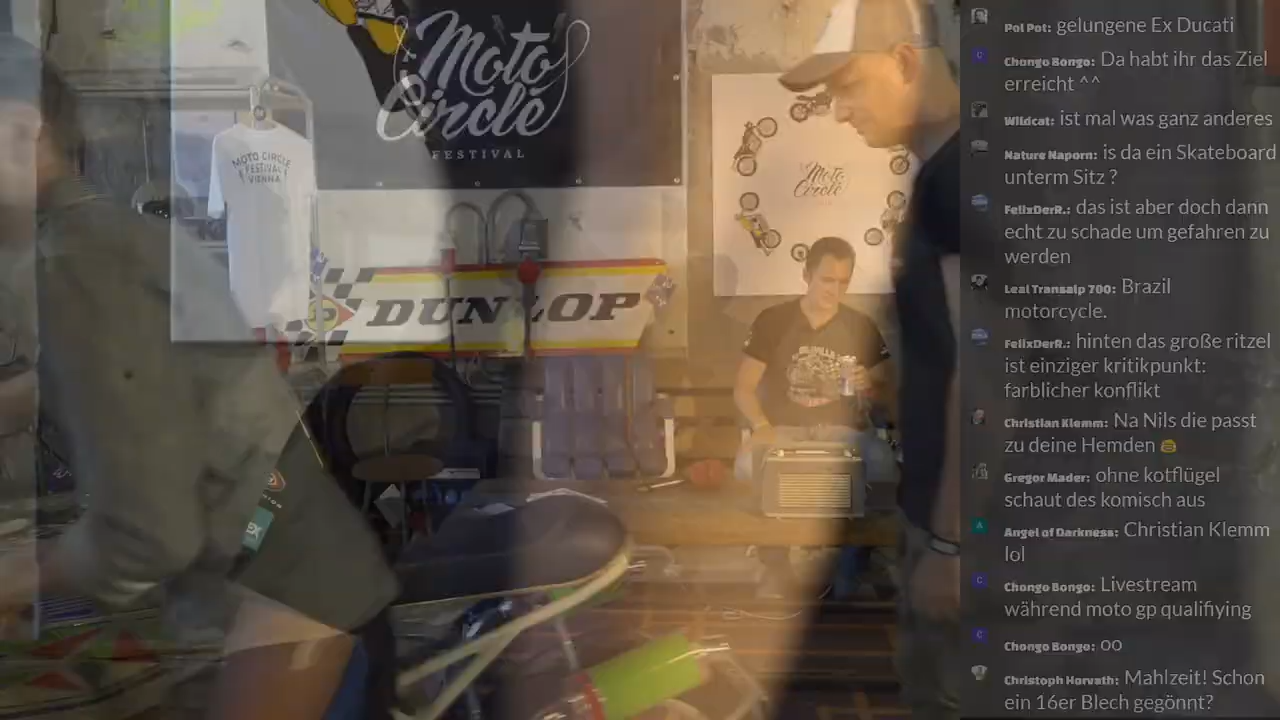 Moto
Circle
FESTIVAL
MOTO CIRCLE
FESTIVAL
VIENNA
Moto
Circle
DUNLOP
Pol Pot: gelungene Ex Ducati
Chongo Bongo: Da habt ihr das Ziel
erreicht ^^
Wildcat: ist mal was ganz anderes
Nature Naporn: is da ein Skateboard
unterm Sitz ?
FelixDerR.: das ist aber doch dann
echt zu schade um gefahren zu
werden
Leal Transalp 700: Brazil
motorcycle.
FelixDerR.: hinten das große ritzel
ist einziger kritikpunkt:
farblicher konflikt
Christian Klemm: Na Nils die passt
zu deine Hemden
Gregor Mader: ohne kotflügel
schaut des komisch aus
A
Angel of Darkness: Christian Klemm
lol
C
Chongo Bongo: Livestream
während moto gp qualifiying
C
Chongo Bongo: oo
Christoph Horvath: Mahlzeit! Schon
ein 16er Blech gegönnt?